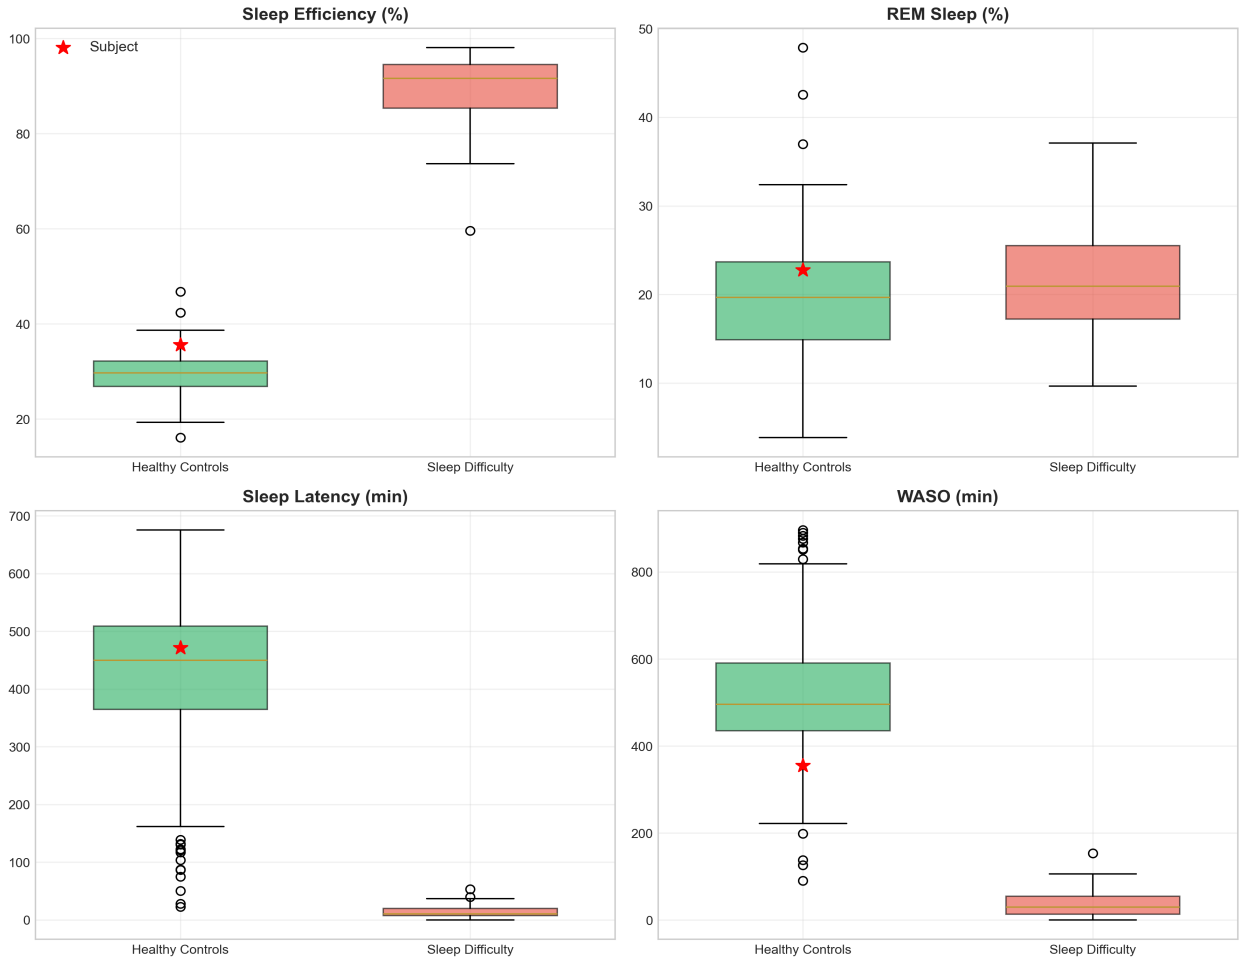 Sleep Efficiency (%)
100
80
60
40
20
Subject
Healthy Controls
Sleep Difficulty
REM Sleep (%)
50
40
30
20
10
Healthy Controls
Sleep Difficulty
Sleep Latency (min)
700
600
500
400
300
200
100
0
Healthy Controls
Sleep Difficulty
WASO (min)
800
600
400
200
0
Healthy Controls
Sleep Difficulty